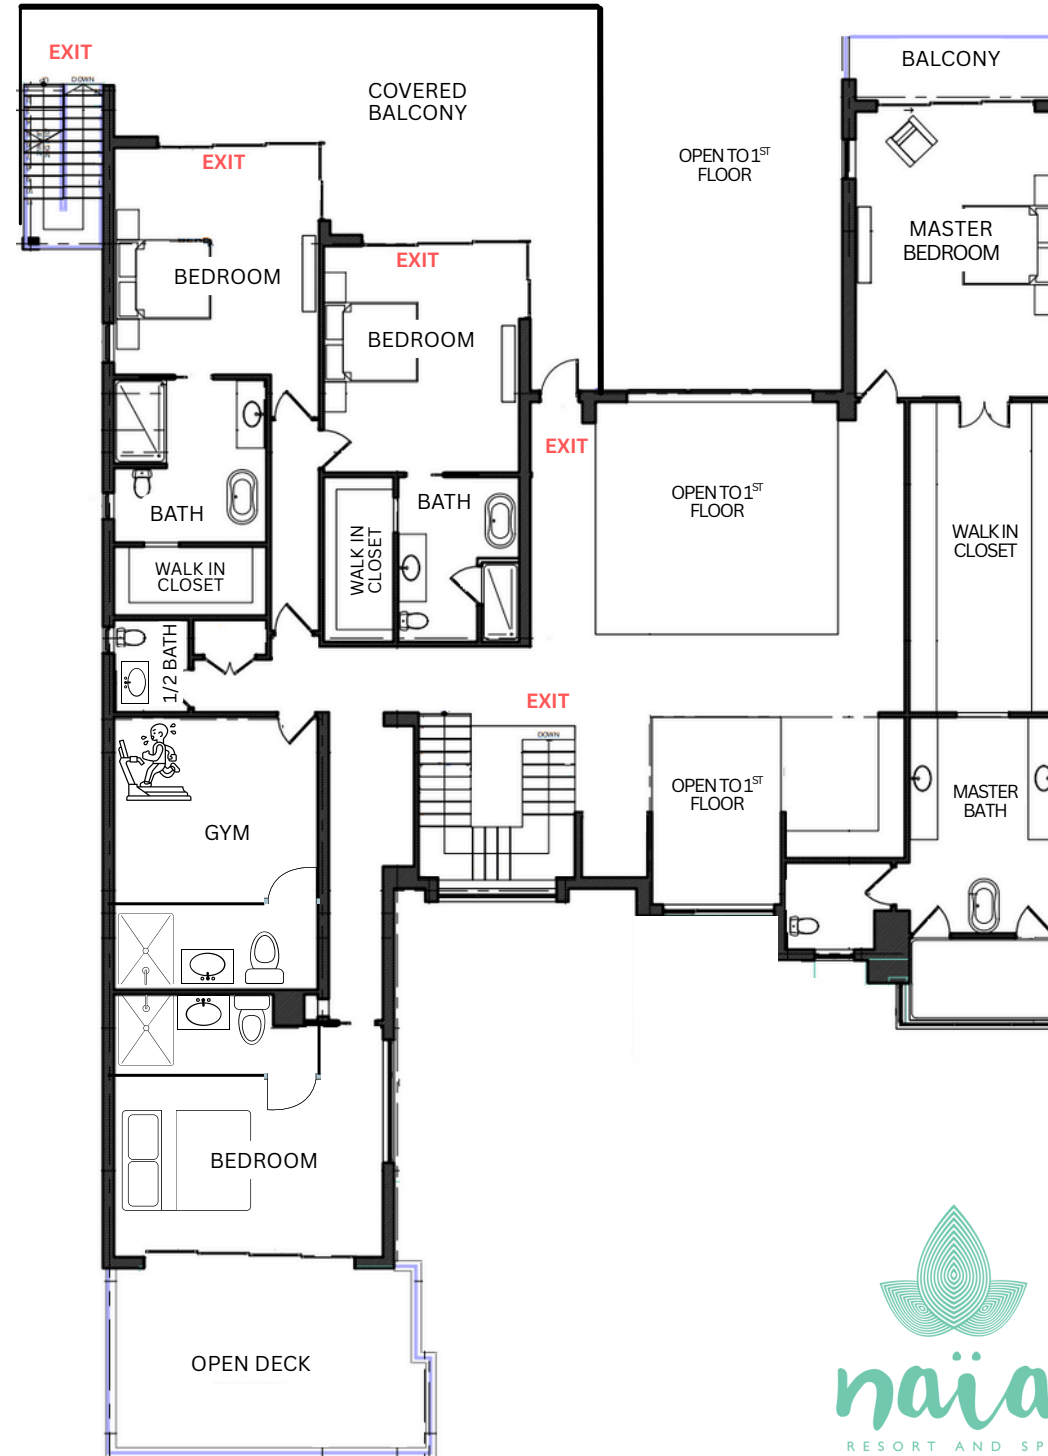 EXIT
DOWN
COVERED
BALCONY
BALCONY
OPEN TO 1ST
FLOOR
EXIT
MASTER
BEDROOM
EXIT
BEDROOM
BEDROOM
EXIT
OPEN TO 1ST
FLOOR
BATH
BATH
WALK IN
CLOSET
WALK IN
CLOSET
WALK IN
CLOSET
1/2 BATH
EXIT
DOWN
OPEN TO 1ST
FLOOR
MASTER
BATH
GYM
BEDROOM
OPEN DECK
naïa
RESORT AND SP